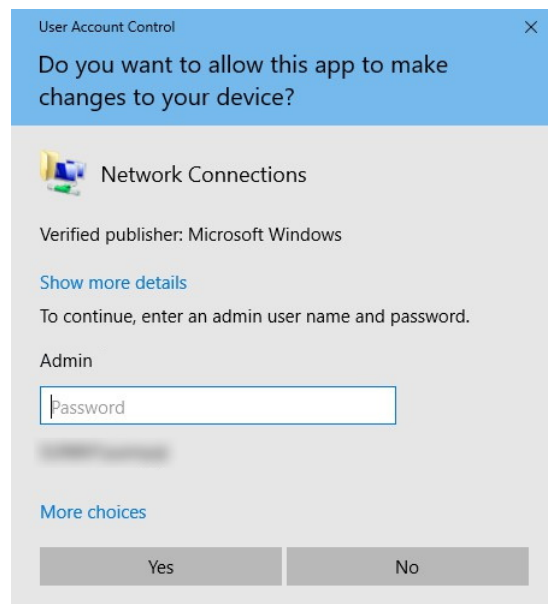 User Account Control
Do you want to allow this app to make
changes to your device?
Network Connections
Verified publisher: Microsoft Windows
Show more details
To continue, enter an admin user name and password.
Admin
Password
More choices
Yes
No